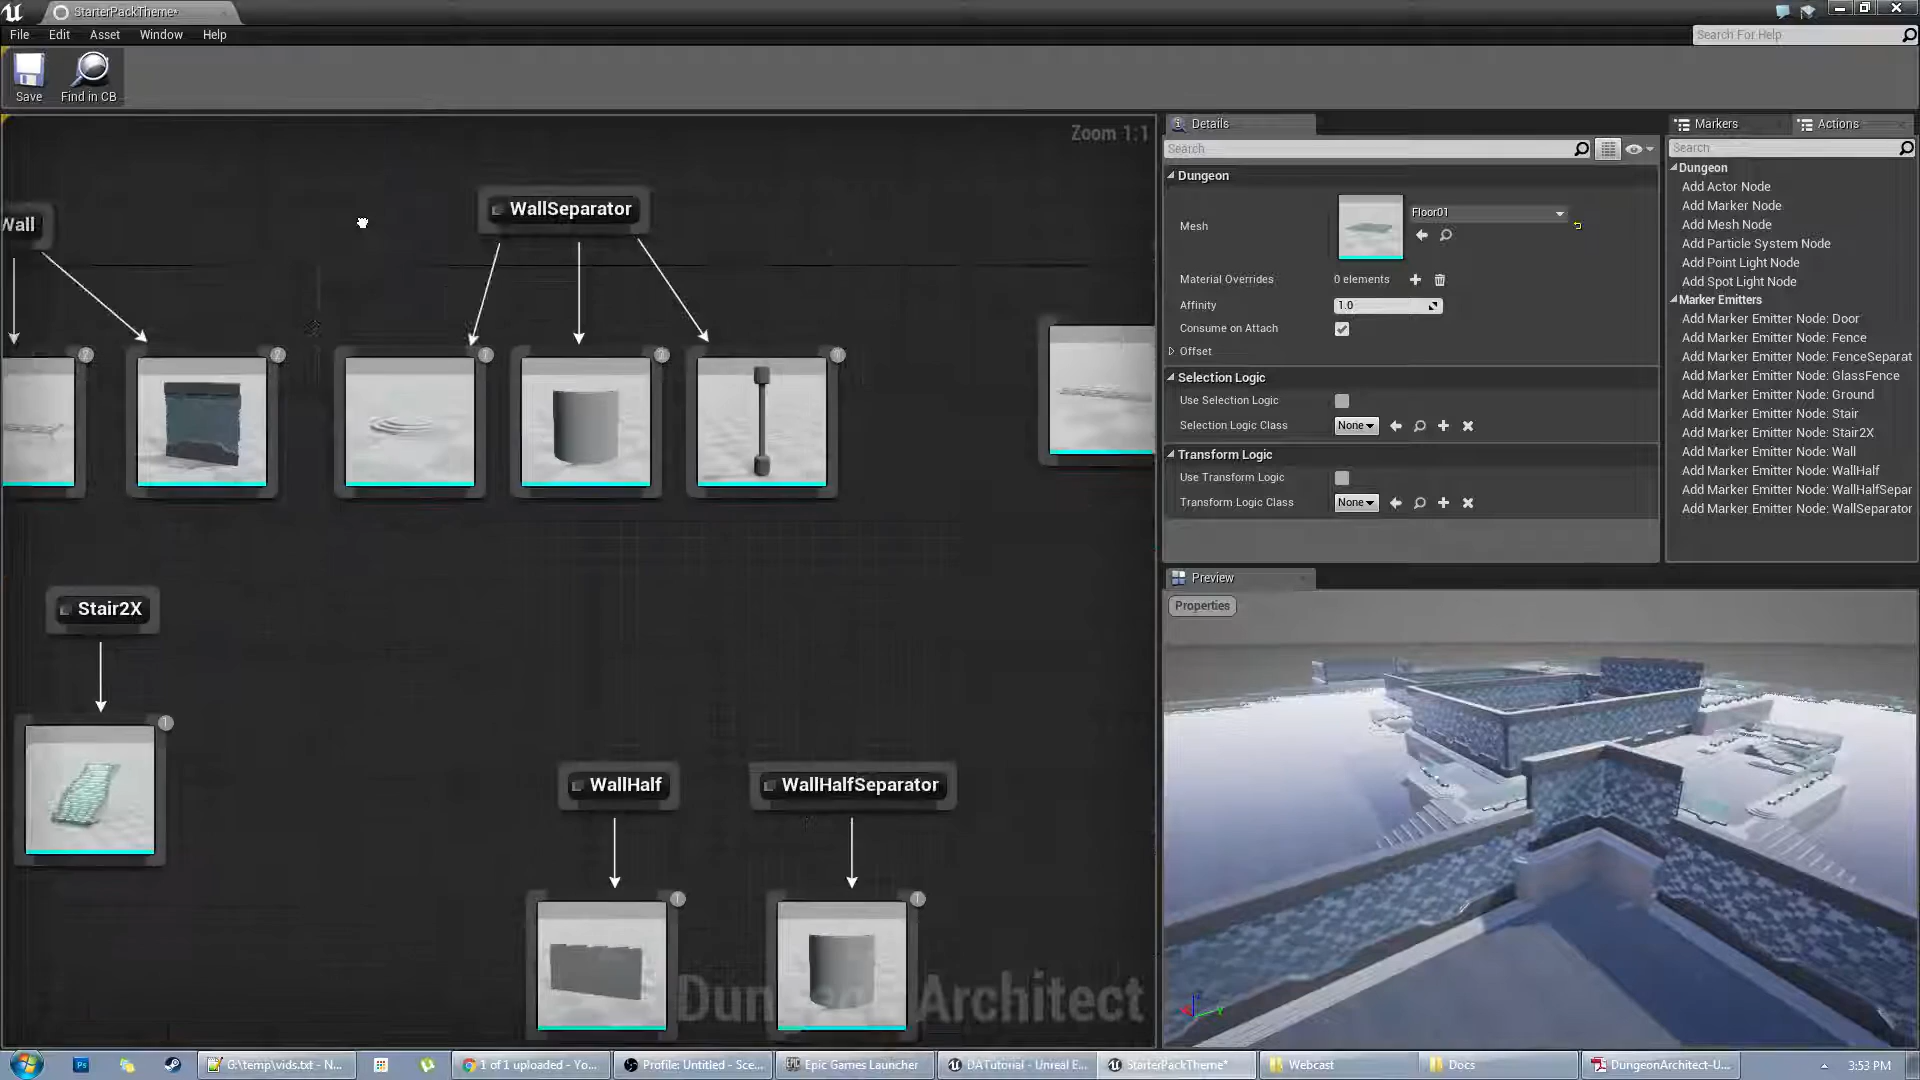 StarterPackTheme*
File Edit Asset Window Help
Search For Help
Save Find in CB
Zoom 1:1
Wall
WallSeparator
2
2
Stair2X
1
WallHalf
1
WallHalfSeparator
1
Dungeon Architect
Details
Search
Dungeon
Mesh
Floor01
Material Overrides 0 elements
Affinity 1.0
Consume on Attach
Offset
Selection Logic
Use Selection Logic
Selection Logic Class None
Transform Logic
Use Transform Logic
Transform Logic Class None
Markers Actions
Search
Dungeon
Add Actor Node
Add Marker Node
Add Mesh Node
Add Particle System Node
Add Point Light Node
Add Spot Light Node
Marker Emitters
Add Marker Emitter Node: Door
Add Marker Emitter Node: Fence
Add Marker Emitter Node: FenceSeparat
Add Marker Emitter Node: GlassFence
Add Marker Emitter Node: Ground
Add Marker Emitter Node: Stair
Add Marker Emitter Node: Stair2X
Add Marker Emitter Node: Wall
Add Marker Emitter Node: WallHalf
Add Marker Emitter Node: WallHalfSepar
Add Marker Emitter Node: WallSeparator
Preview
Properties
G:\temp\vids.txt - N...
1 of 1 uploaded - Yo...
Profile: Untitled - Sce...
Epic Games Launcher
DATutorial - Unreal E...
StarterPackTheme*
Webcast
Docs
DungeonArchitect-U...
3:53 PM